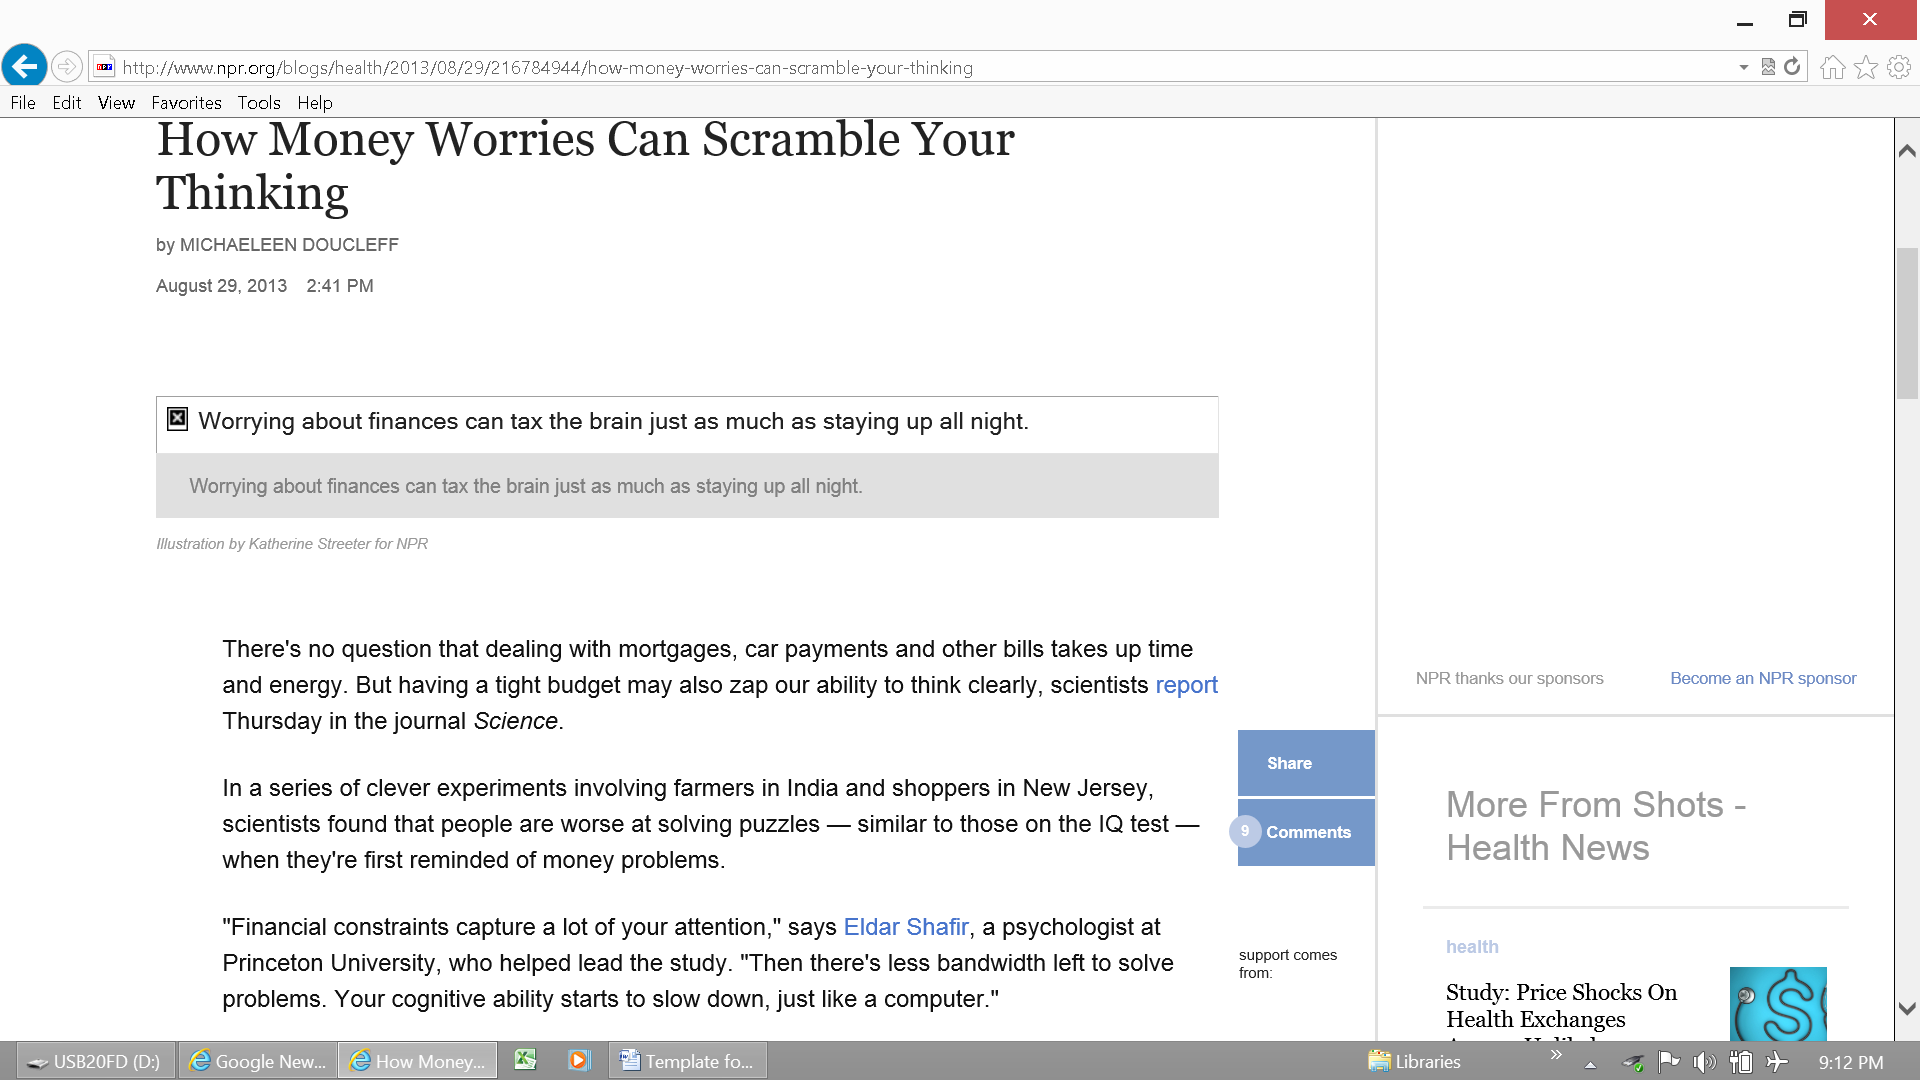 http://www.npr.org/blogs/health/2013/08/29/216784944/how-money-worries-can-scramble-your-thinking
File Edit View Favorites Tools Help
How Money Worries Can Scramble Your
Thinking
by MICHAELEEN DOUCLEFF
August 29, 2013 2:41 PM
Worrying about finances can tax the brain just as much as staying up all night.
Worrying about finances can tax the brain just as much as staying up all night.
Illustration by Katherine Streeter for NPR
There's no question that dealing with mortgages, car payments and other bills takes up time
and energy. But having a tight budget may also zap our ability to think clearly, scientists report
Thursday in the journal Science.
In a series of clever experiments involving farmers in India and shoppers in New Jersey,
scientists found that people are worse at solving puzzles — similar to those on the IQ test —
when they're first reminded of money problems.
"Financial constraints capture a lot of your attention," says Eldar Shafir, a psychologist at
Princeton University, who helped lead the study. "Then there's less bandwidth left to solve
problems. Your cognitive ability starts to slow down, just like a computer."
Share
9 Comments
support comes
from:
NPR thanks our sponsors Become an NPR sponsor
More From Shots -
Health News
health
Study: Price Shocks On
Health Exchanges
USB20FD (D:) Google New... How Money... Template fo... Libraries 9:12 PM